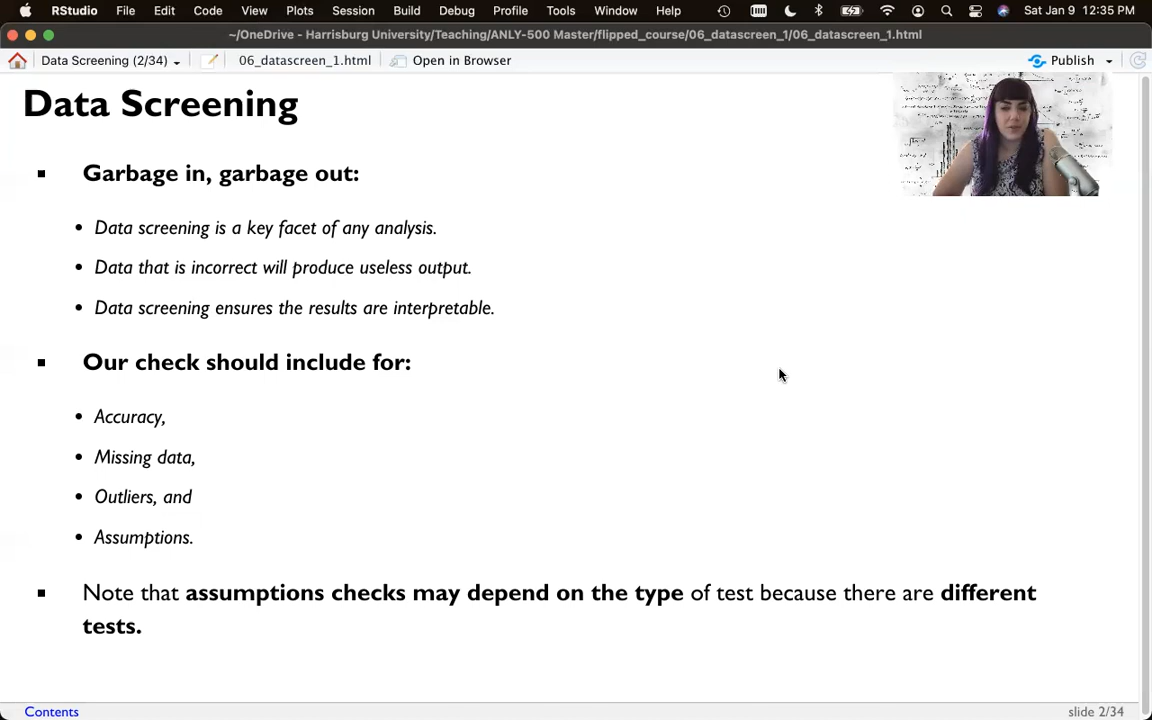 RStudio File Edit Code View Plots Session Build Debug Profile Tools Window Help Sat Jan 9 12:35 PM
~/OneDrive - Harrisburg University/Teaching/ANLY-500 Master/flipped_course/06_datascreen_1/06_datascreen_1.html
Data Screening (2/34) 06_datascreen_1.html Open in Browser Publish
Data Screening
Garbage in, garbage out:
• Data screening is a key facet of any analysis.
• Data that is incorrect will produce useless output.
• Data screening ensures the results are interpretable.
Our check should include for:
• Accuracy,
• Missing data,
• Outliers, and
• Assumptions.
Note that assumptions checks may depend on the type of test because there are different
tests.
Contents slide 2/34